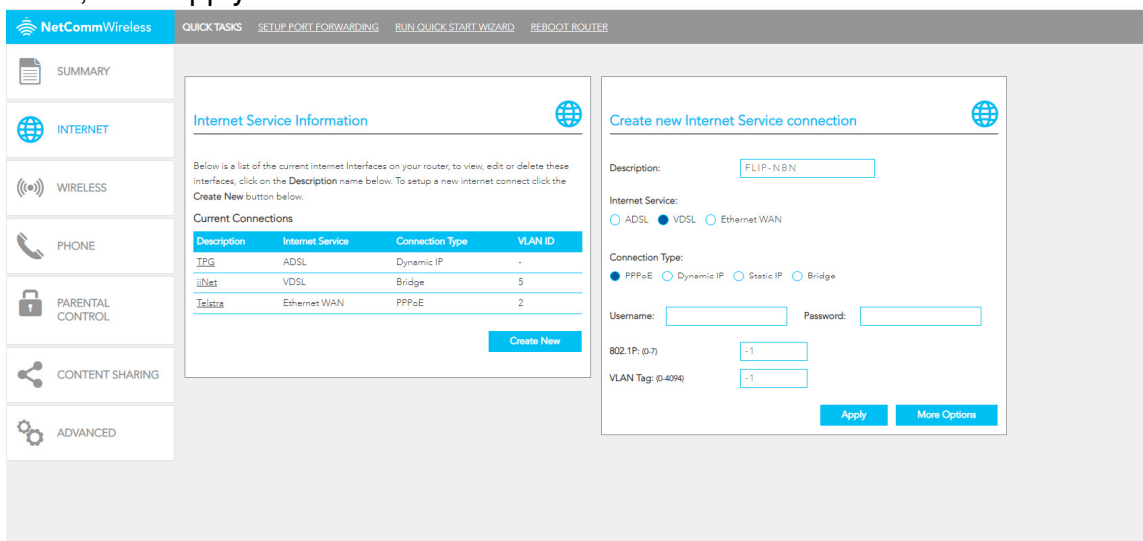 NetCommWireless
QUICK TASKS SETUP PORT FORWARDING RUN QUICK START WIZARD REBOOT ROUTER
SUMMARY
INTERNET
WIRELESS
PHONE
PARENTAL
CONTROL
CONTENT SHARING
ADVANCED
Internet Service Information
Below is a list of the current internet Interfaces on your router, to view, edit or delete these
interfaces, click on the Description name below. To setup a new internet connect click the
Create New button below.
Current Connections
Description Internet Service Connection Type VLAN ID
TPG ADSL Dynamic IP -
iiNet VDSL Bridge 5
Telstra Ethernet WAN PPPoE 2
Create New
Create new Internet Service connection
Description: FLIP-NBN
Internet Service:
ADSL VDSL Ethernet WAN
Connection Type:
PPPoE Dynamic IP Static IP Bridge
Username: Password:
802.1P: (0-7) -1
VLAN Tag: (0-4094) -1
Apply More Options